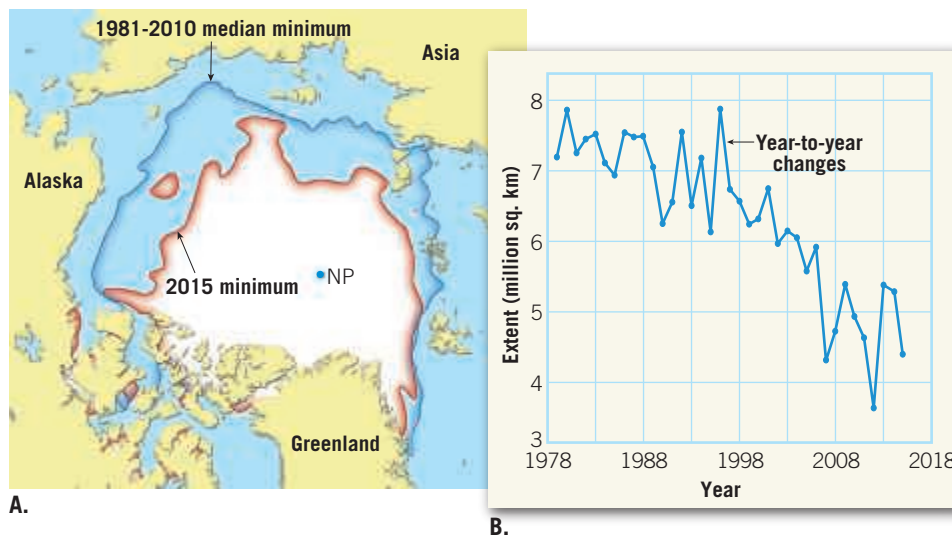 1981-2010 median minimum
Asia
Alaska
2015 minimum
NP
Greenland
A.
Extent (million sq. km)
8
7
6
5
4
3
Year-to-year
changes
1978
1988
1998
2008
2018
Year
B.